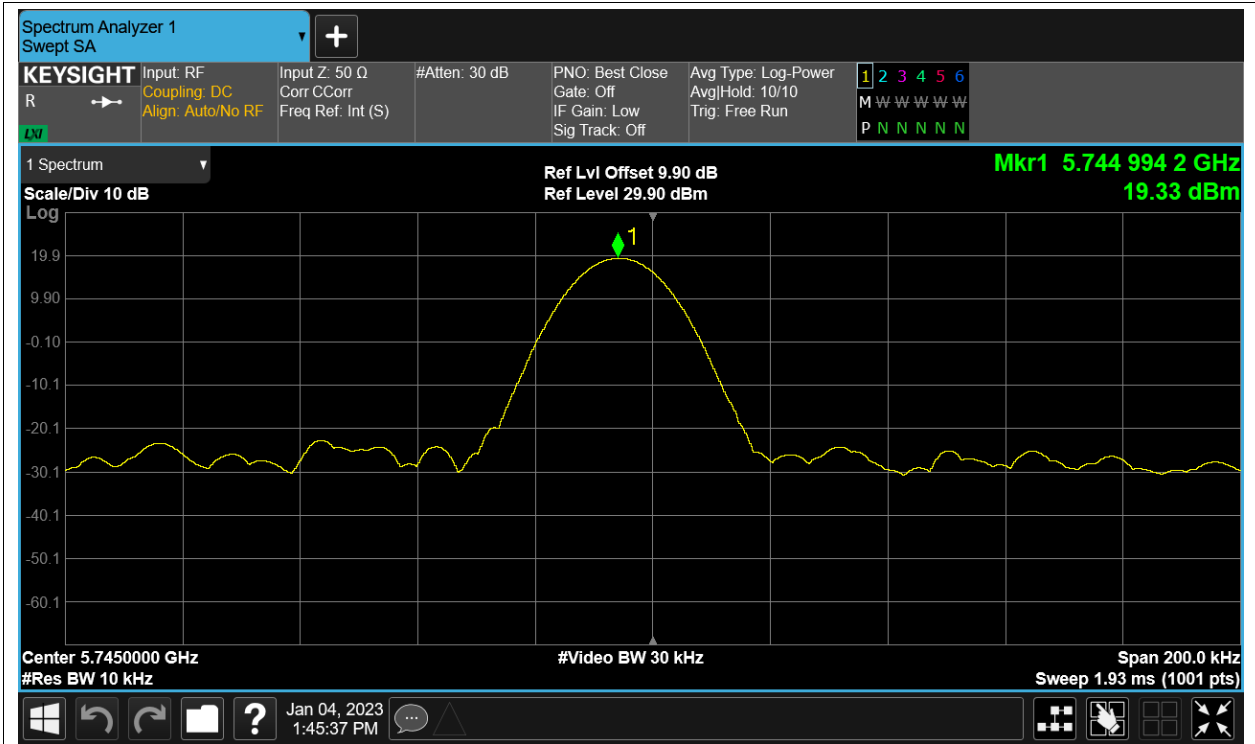 Spectrum Analyzer 1
Swept SA
KEYSIGHT
R
LXI
Input: RF
Coupling: DC
Align: Auto/No RF
Input Z: 50 Ω
Corr CCorr
Freq Ref: Int (S)
#Atten: 30 dB
PNO: Best Close
Gate: Off
IF Gain: Low
Sig Track: Off
Avg Type: Log-Power
Avg|Hold: 10/10
Trig: Free Run
1 2 3 4 5 6
M W W W W W W
P N N N N N N
1 Spectrum
Scale/Div 10 dB
Ref Lvl Offset 9.90 dB
Ref Level 29.90 dBm
Mkr1 5.744 994 2 GHz
19.33 dBm
Log
1
19.9
9.90
-0.10
-10.1
-20.1
-30.1
-40.1
-50.1
-60.1
Center 5.7450000 GHz
#Video BW 30 kHz
Span 200.0 kHz
#Res BW 10 kHz
Sweep 1.93 ms (1001 pts)
?
Jan 04, 2023
1:45:37 PM